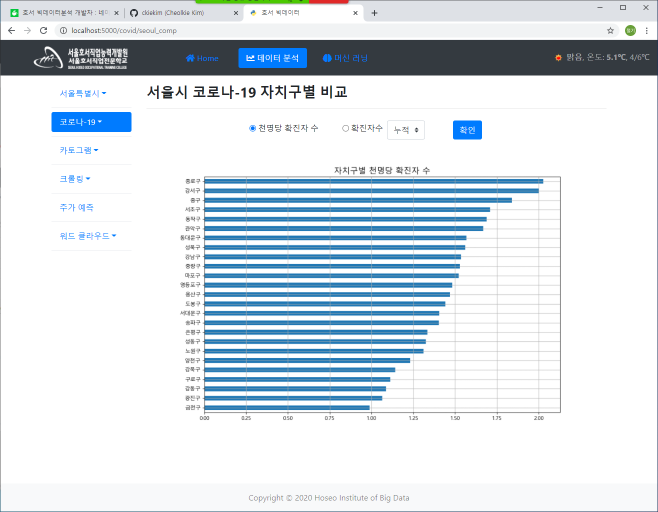 호서 빅데이터분석 개발자 : 네이
ckiekim (Cheolkie Kim)
호서 빅데이터
localhost:5000/covid/seoul_comp
서울호서직업능력개발원
서울호서직업전문학교
Home
데이터 분석
머신 러닝
맑음, 온도: 5.1℃, 4/6℃
서울특별시
코로나-19
카토그램
크롤링
주가 예측
워드 클라우드
서울시 코로나-19 자치구별 비교
천명당 확진자 수
확진자수
누적
확인
자치구별 천명당 확진자 수
종로구
강서구
중구
서초구
동작구
관악구
동대문구
성북구
강남구
중랑구
마포구
영등포구
용산구
도봉구
서대문구
송파구
은평구
성동구
노원구
양천구
강북구
구로구
강동구
광진구
금천구
0.00 0.25 0.50 0.75 1.00 1.25 1.50 1.75 2.00
Copyright © 2020 Hoseo Institute of Big Data